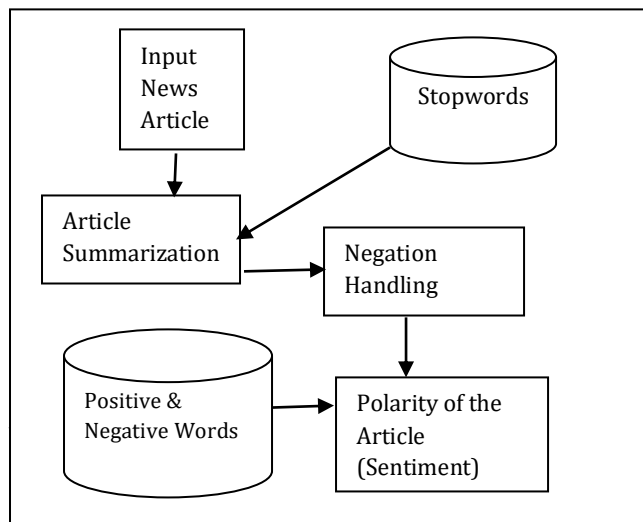 Input
News
Article
Stopwords
Article
Summarization
Negation
Handling
Positive &
Negative Words
Polarity of the
Article
(Sentiment)